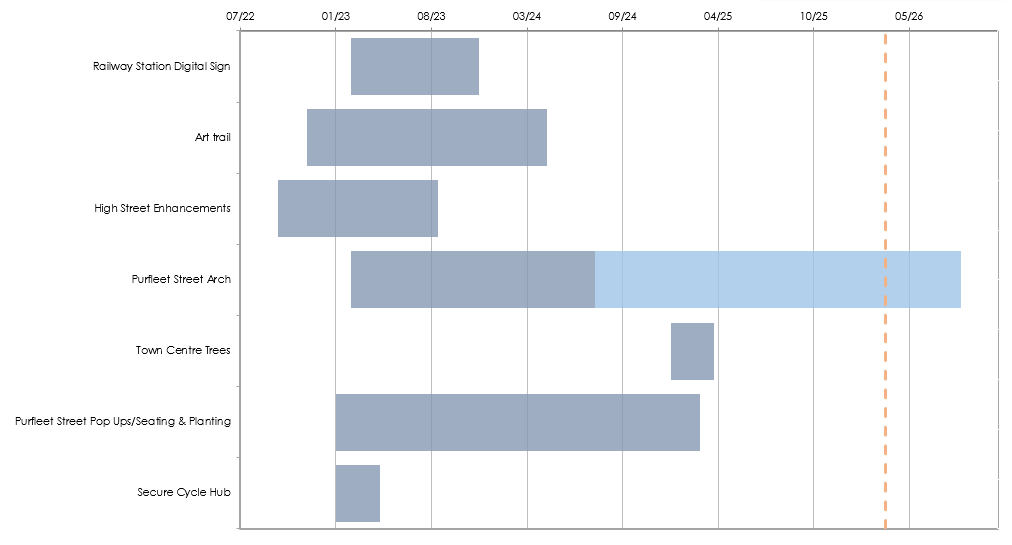 07/22 01/23 08/23 03/24 09/24 04/25 10/25 05/26
Railway Station Digital Sign
Art trail
High Street Enhancements
Purfleet Street Arch
Town Centre Trees
Purfleet Street Pop Ups/Seating & Planting
Secure Cycle Hub